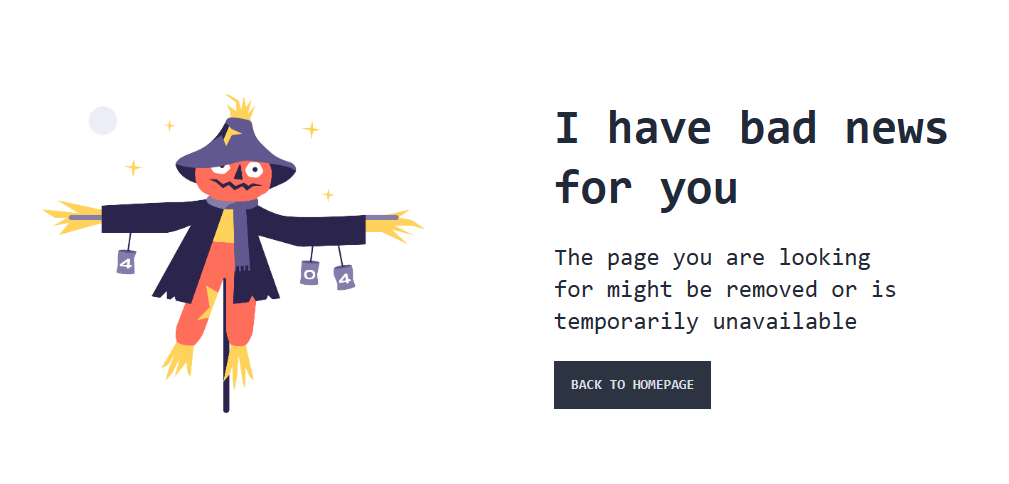 I have bad news
for you
The page you are looking
for might be removed or is
temporarily unavailable
BACK TO HOMEPAGE
4
0
4